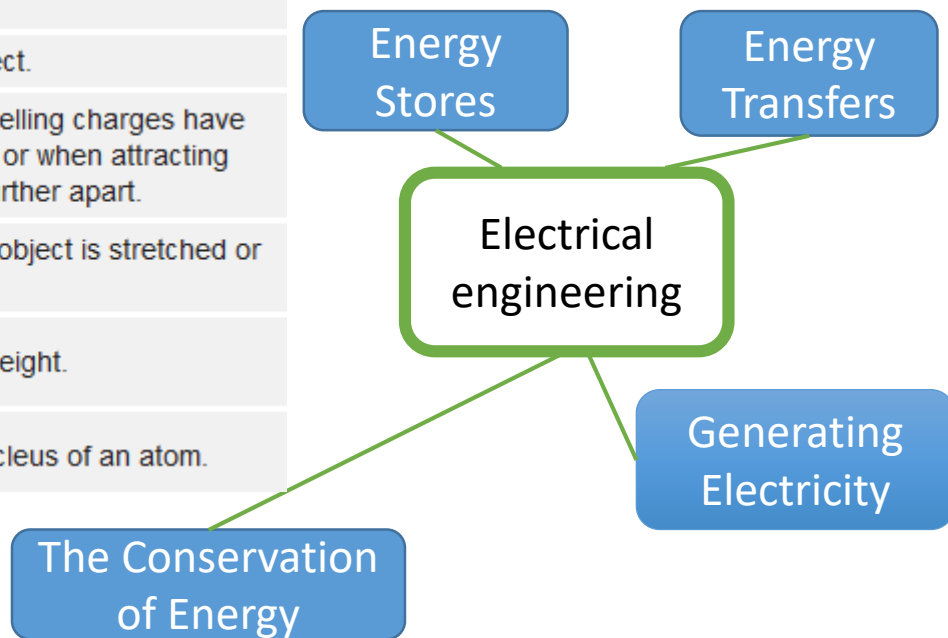 ect.
elling charges have
or when attracting
rther apart.
object is stretched or
eight.
cleus of an atom.
Energy
Stores
Energy
Transfers
Electrical
engineering
Generating
Electricity
The Conservation
of Energy